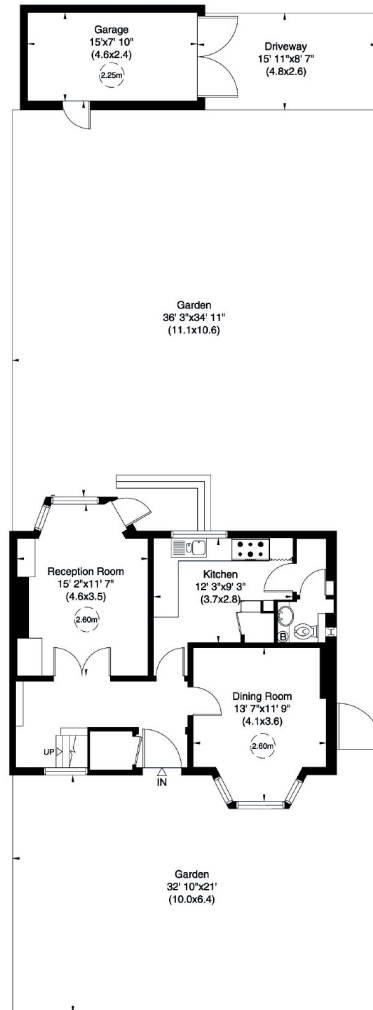 Garage
15'x7' 10"
(4.6x2.4)
2.25m
Driveway
15' 11"x8' 7"
(4.8x2.6)
Garden
36' 3"x34' 11"
(11.1x10.6)
Reception Room
15' 2"x11' 7"
(4.6x3.5)
2.60m
Kitchen
12' 3"x9' 3"
(3.7x2.8)
B
H
Dining Room
13' 7"x11' 9"
(4.1x3.6)
2.60m
UP
IN
Garden
32' 10"x21'
(10.0x6.4)